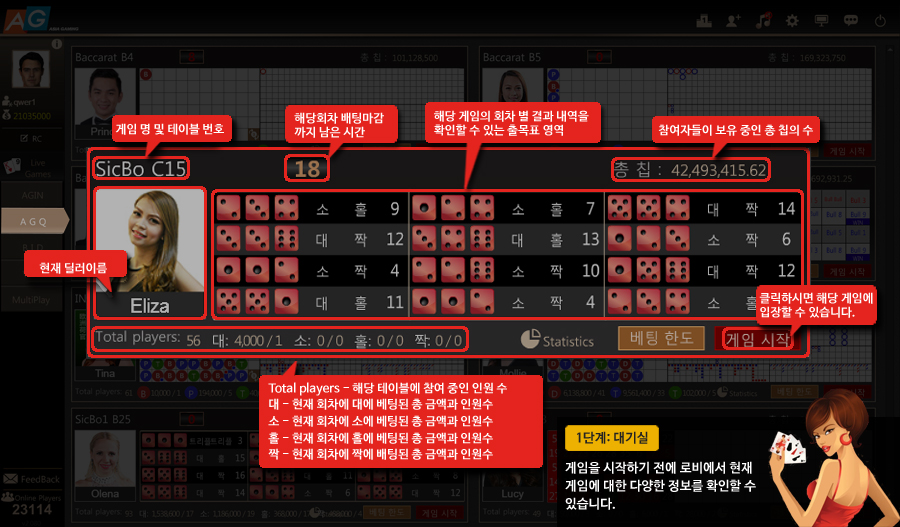 AG
Baccarat B4
총 칩 : 101,128,500
Baccarat B5
총 칩 : 169,323,750
qwer1
21035000
RC
Live
Games
AGIN
AGQ
MultiPlay
FeedBack
Online Players
23114
게임 명 및 테이블 번호
해당회차 배팅마감
까지 남은 시간
해당 게임의 회차 별 결과 내역을
확인할 수 있는 출목표 영역
참여자들이 보유 중인 총 칩의 수
게임 시작
SicBo C15
18
총 칩 : 42,493,415.62
소 홀 9
소 홀 7
대 짝 14
대 짝 12
대 홀 13
소 짝 6
소 짝 4
소 짝 10
대 짝 12
대 홀 11
소 짝 4
소 홀
현재 딜러이름
Eliza
클릭하시면 해당 게임에
입장할 수 있습니다.
Total players: 56 대: 4,000 / 1 소: 0 / 0 홀: 0 / 0 짝: 0 / 0
Statistics
베팅 한도
게임 시작
Tina
Mollie
Total players – 해당 테이블에 참여 중인 인원 수
대 – 현재 회차에 대에 베팅된 총 금액과 인원수
소 – 현재 회차에 소에 베팅된 총 금액과 인원수
홀 – 현재 회차에 홀에 베팅된 총 금액과 인원수
짝 – 현재 회차에 짝에 베팅된 총 금액과 인원수
SicBo1 B25
Olena
Lucy
1단계: 대기실
게임을 시작하기 전에 로비에서 현재
게임에 대한 다양한 정보를 확인할 수
있습니다.